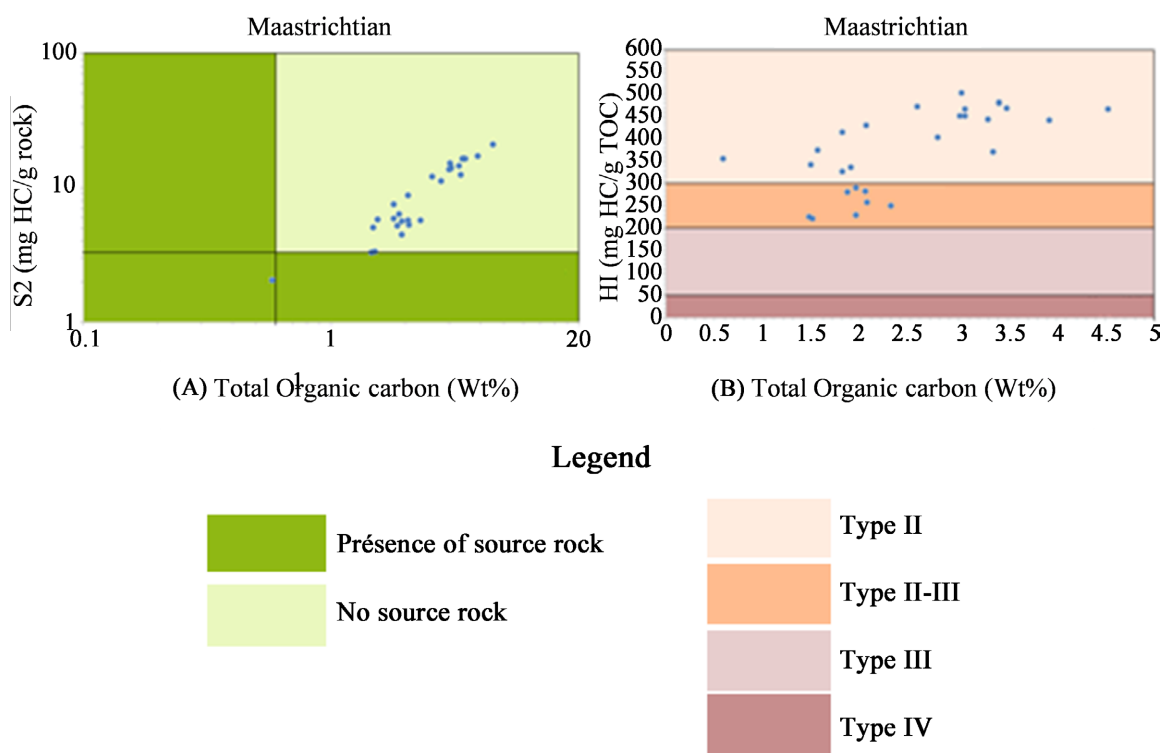 Maastrichtian
100
10
1
S2 (mg HC/g rock)
0.1 1 20
1
(A) Total Organic carbon (Wt%)
Maastrichtian
600
550
500
450
400
350
300
250
200
150
100
50
0
HI (mg HC/g TOC)
0 0.5 1 1.5 2 2.5 3 3.5 4 4.5 5
(B) Total Organic carbon (Wt%)
Legend
Présence of source rock
No source rock
Type II
Type II-III
Type III
Type IV